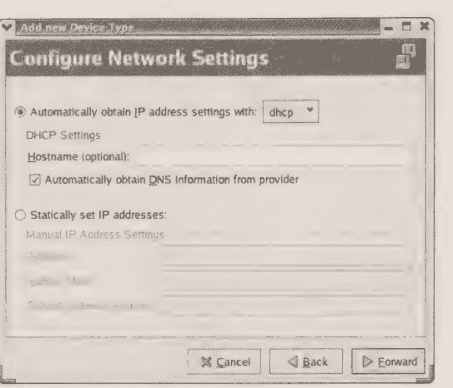 Add new Device Type
Configure Network Settings
Automatically obtain IP address settings with: dhcp
DHCP Settings
Hostname (optional):
Automatically obtain DNS information from provider
Statically set IP addresses:
Manual IP Address Settings
Cancel
Back
Forward